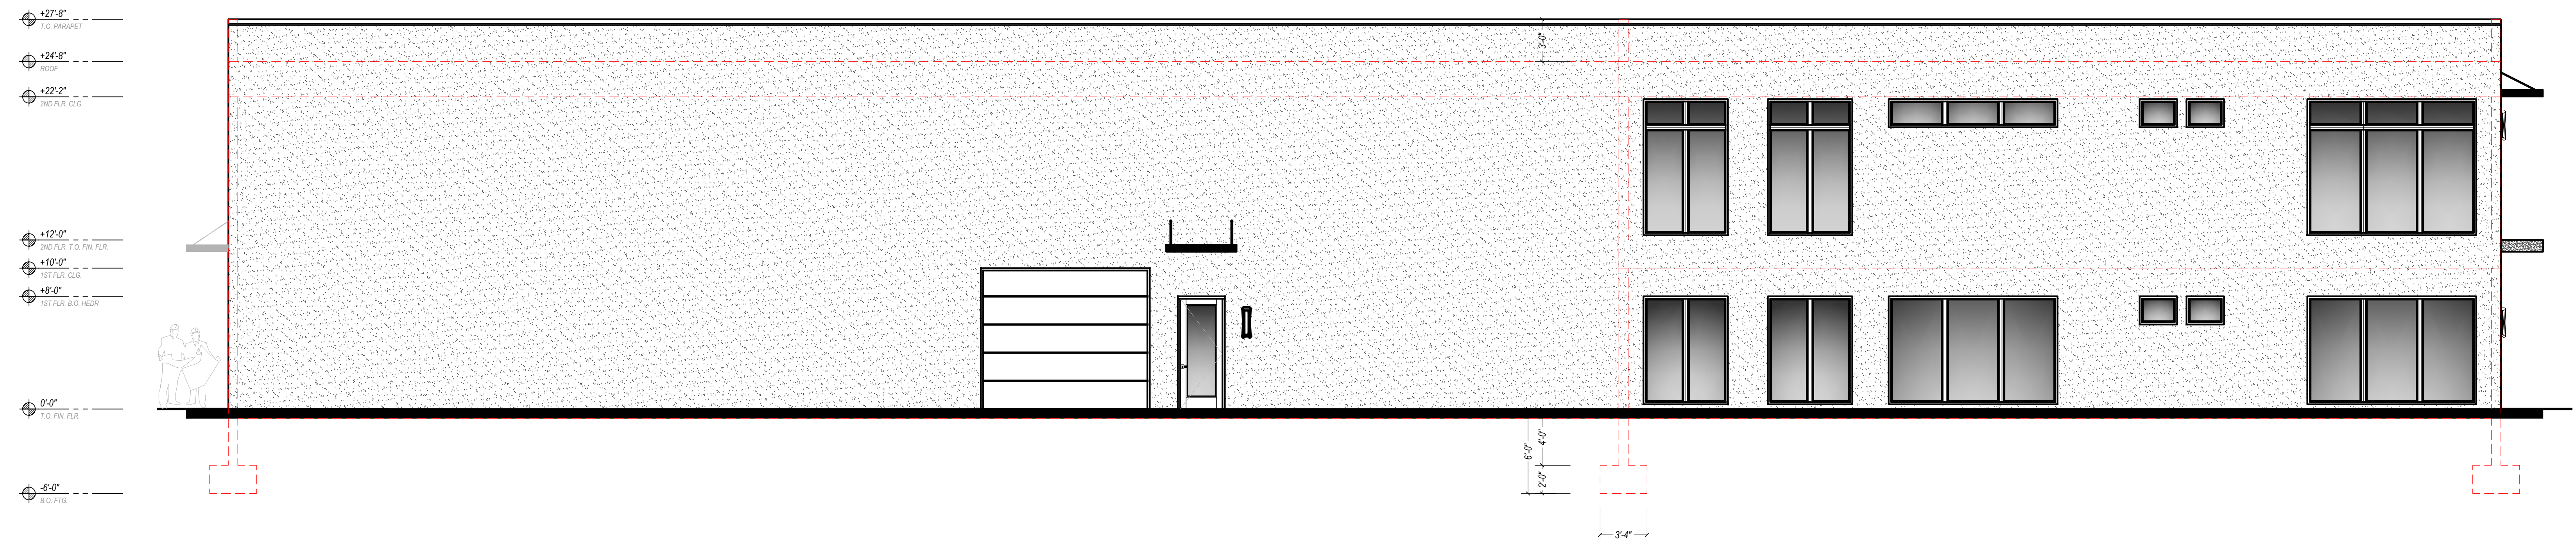 +27'-8"
T.O. PARAPET
+24'-8"
ROOF
+22'-2"
2ND FLR. CLG.
+12'-0"
2ND FLR. T.O. FIN. FLR.
+10'-0"
1ST FLR. CLG.
+8'-0"
1ST FLR. B.O. HEDR
0'-0"
T.O. FIN. FLR.
-6'-0"
B.O. FTG.
3'-0"
6'-0"
4'-0"
2'-0"
3'-4"